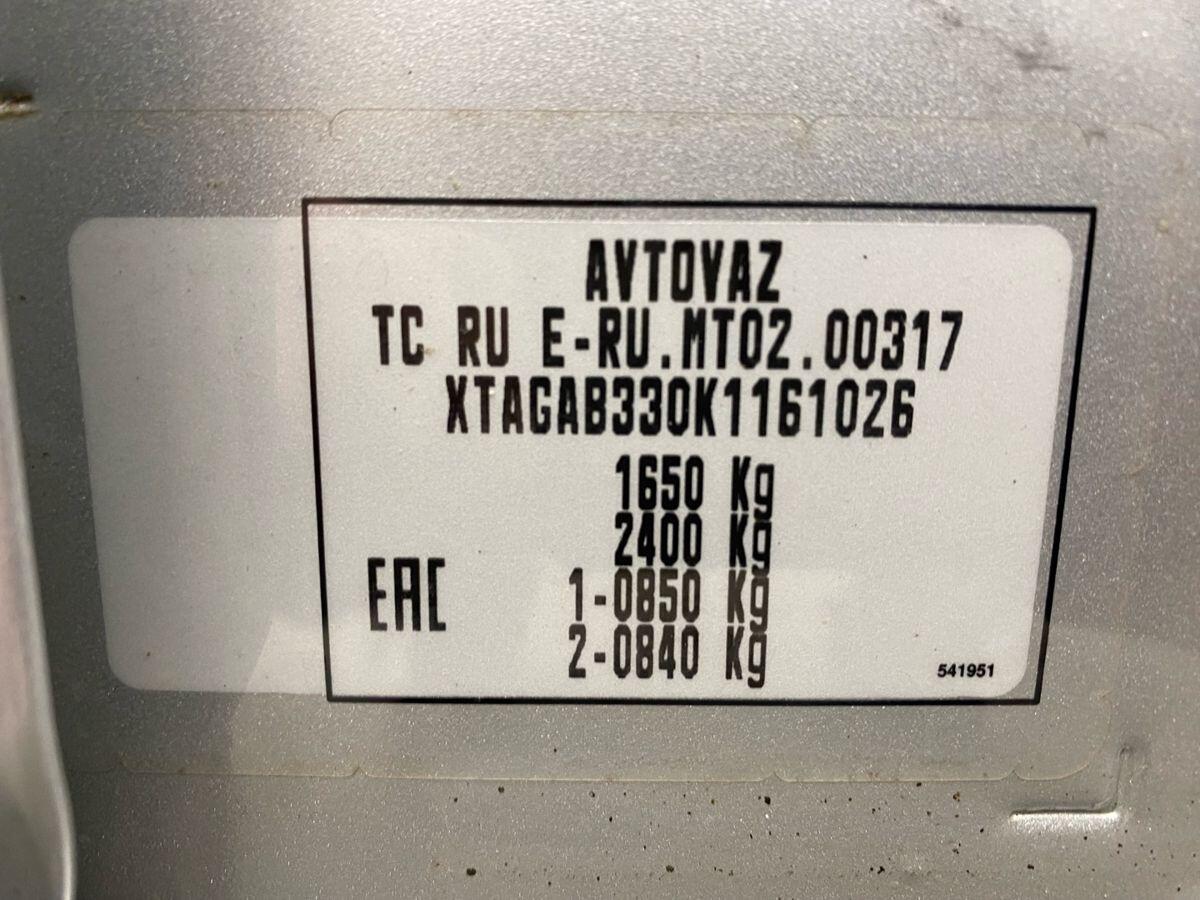 AVTOVAZ
TC RU E-RU.MT02.00317
XTAGAB330K1161026
1650 Kg
2400 Kg
1-0850 Kg
2-0840 Kg
EAC
541951